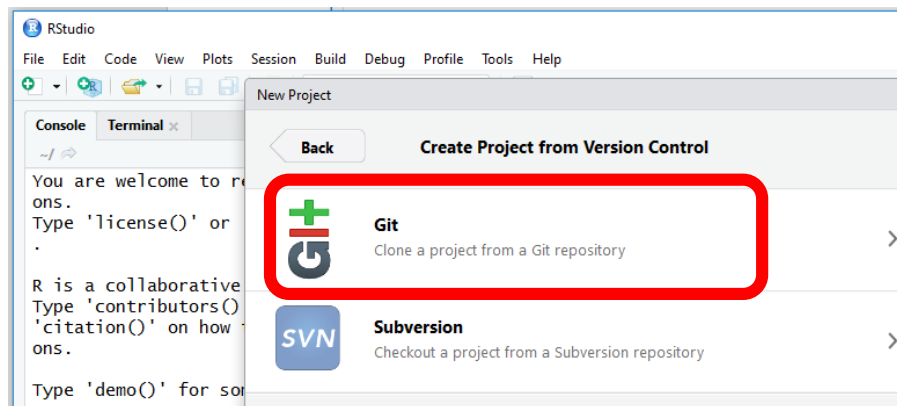 RStudio
File Edit Code View Plots Session Build Debug Profile Tools Help
New Project
Console Terminal
~/
Back
Create Project from Version Control
You are welcome to re
ons.
Type 'license()' or
.
R is a collaborative
Type 'contributors()
'citation()' on how
ons.
Type 'demo()' for so
git
Git
Clone a project from a Git repository
SVN
Subversion
Checkout a project from a Subversion repository